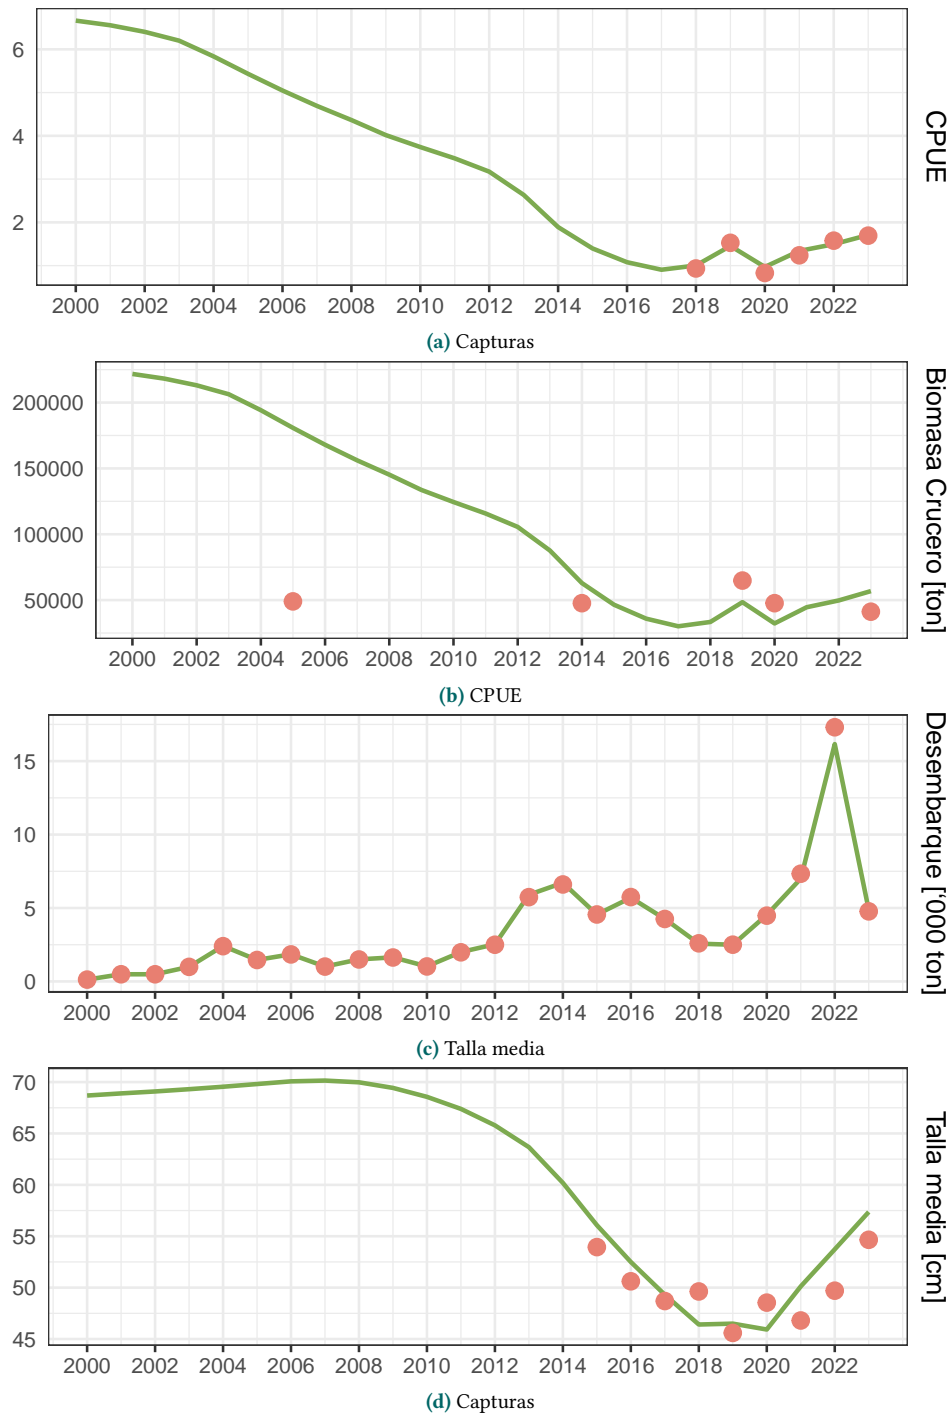 6
4
2
CPUE
2000 2002 2004 2006 2008 2010 2012 2014 2016 2018 2020 2022
(a) Capturas
200000
150000
100000
50000
Biomasa Crucero [ton]
2000 2002 2004 2006 2008 2010 2012 2014 2016 2018 2020 2022
(b) CPUE
15
10
5
0
Desembarque ['000 ton]
2000 2002 2004 2006 2008 2010 2012 2014 2016 2018 2020 2022
(c) Talla media
70
65
60
55
50
45
Talla media [cm]
2000 2002 2004 2006 2008 2010 2012 2014 2016 2018 2020 2022
(d) Capturas